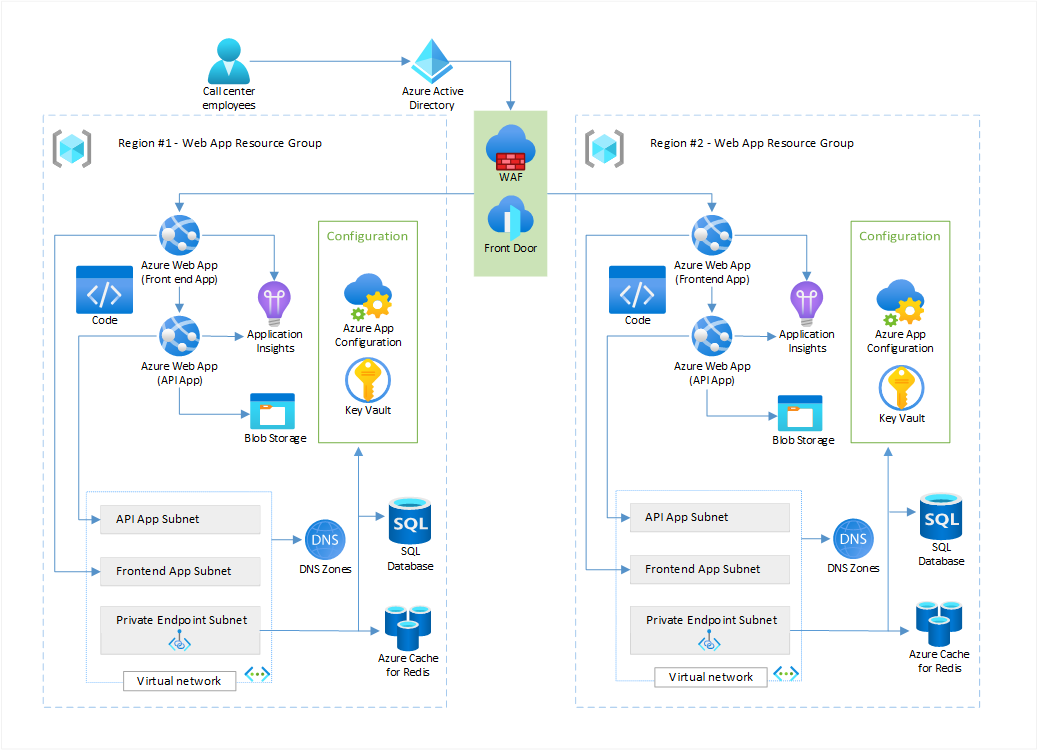 Call center
employees
Azure Active
Directory
WAF
Front Door
Region #1 - Web App Resource Group
Azure Web App
(Front end App)
Code
Application
Insights
Azure Web App
(API App)
Blob Storage
Configuration
Azure App
Configuration
Key Vault
API App Subnet
Frontend App Subnet
Private Endpoint Subnet
Virtual network
DNS
DNS Zones
SQL
SQL
Database
Azure Cache
for Redis
Region #2 - Web App Resource Group
Azure Web App
(Frontend App)
Code
Application
Insights
Azure Web App
(API App)
Blob Storage
Configuration
Azure App
Configuration
Key Vault
API App Subnet
Frontend App Subnet
Private Endpoint Subnet
Virtual network
DNS
DNS Zones
SQL
SQL
Database
Azure Cache
for Redis